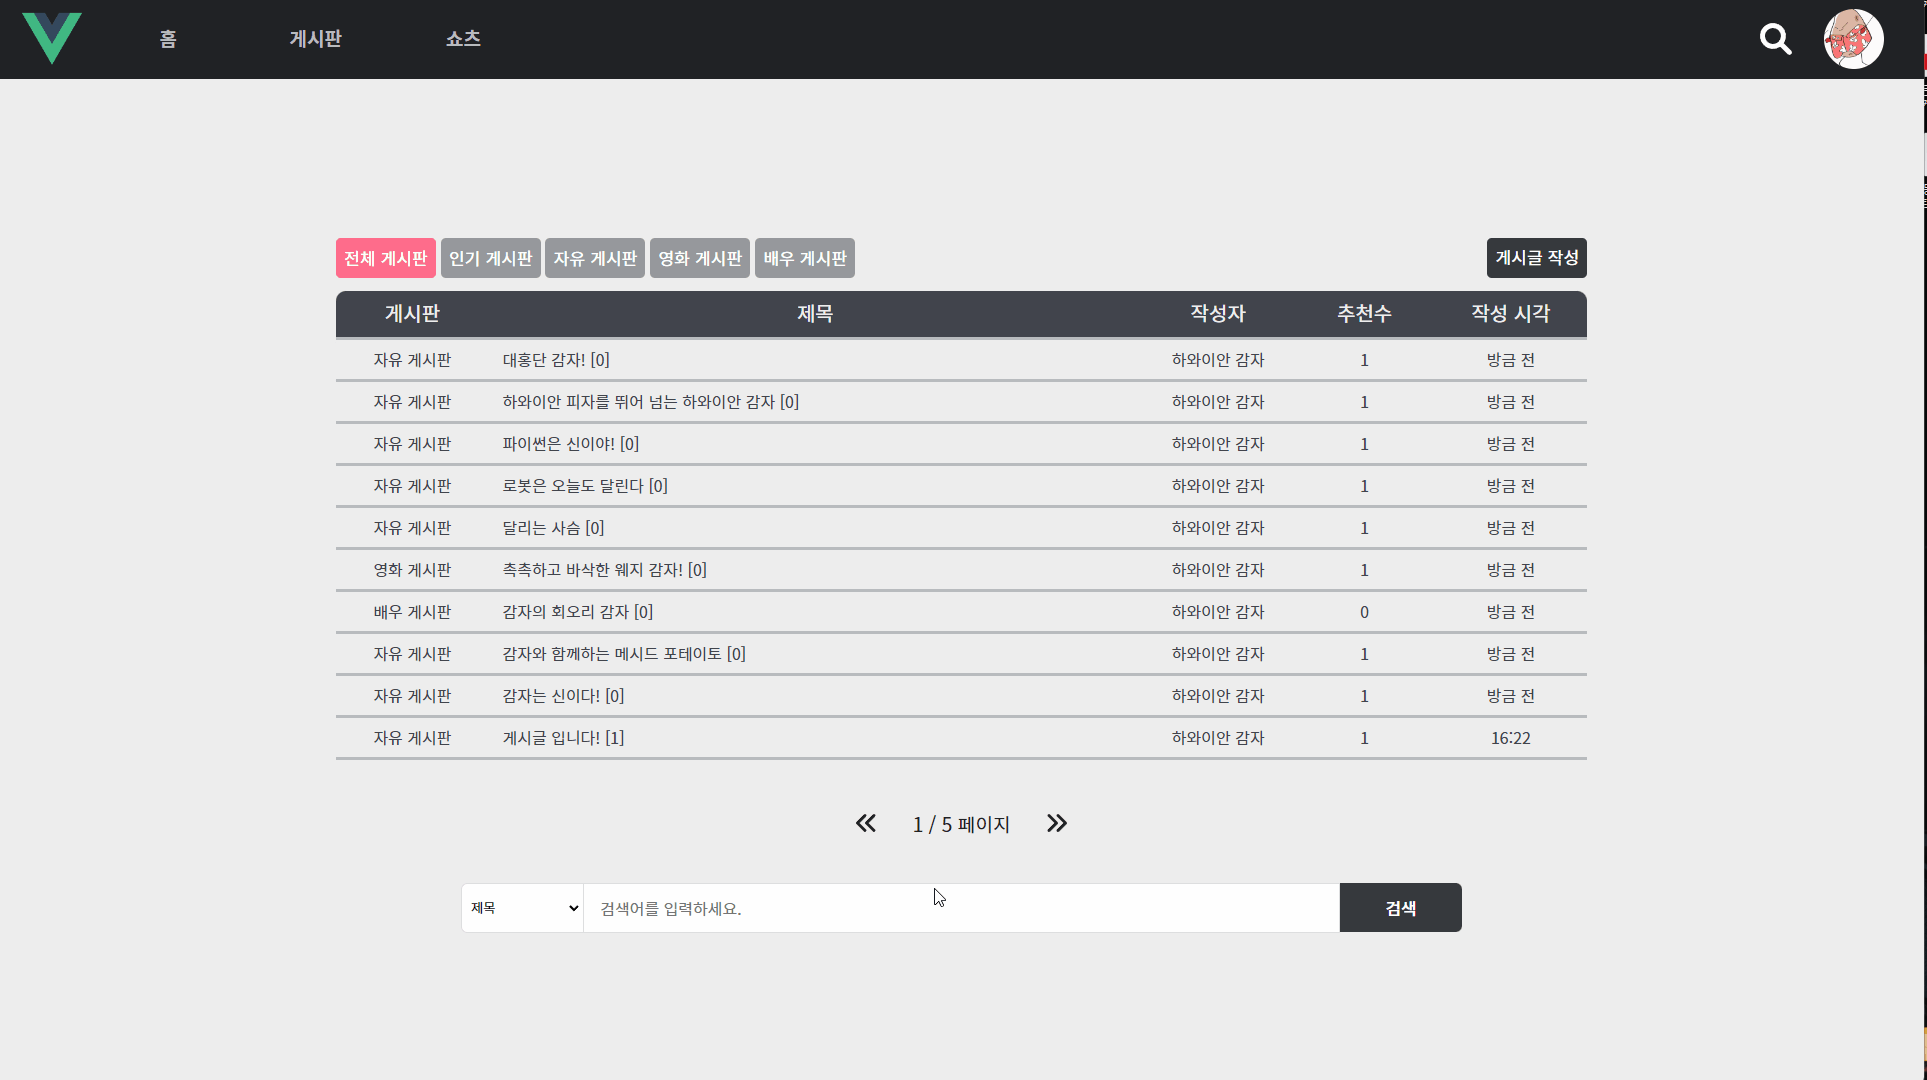 홈 게시판 쇼츠
전체 게시판 인기 게시판 자유 게시판 영화 게시판 배우 게시판 게시글 작성
게시판 제목 작성자 추천수 작성 시각
자유 게시판 대홍단 감자! [0] 하와이안 감자 1 방금 전
자유 게시판 하와이안 피자를 뛰어 넘는 하와이안 감자 [0] 하와이안 감자 1 방금 전
자유 게시판 파이썬은 신이야! [0] 하와이안 감자 1 방금 전
자유 게시판 로봇은 오늘도 달린다 [0] 하와이안 감자 1 방금 전
자유 게시판 달리는 사슴 [0] 하와이안 감자 1 방금 전
영화 게시판 촉촉하고 바삭한 웨지 감자! [0] 하와이안 감자 1 방금 전
배우 게시판 감자의 회오리 감자 [0] 하와이안 감자 0 방금 전
자유 게시판 감자와 함께하는 메시드 포테이토 [0] 하와이안 감자 1 방금 전
자유 게시판 감자는 신이다! [0] 하와이안 감자 1 방금 전
자유 게시판 게시글 입니다! [1] 하와이안 감자 1 16:22
1 / 5 페이지
제목 검색어를 입력하세요. 검색